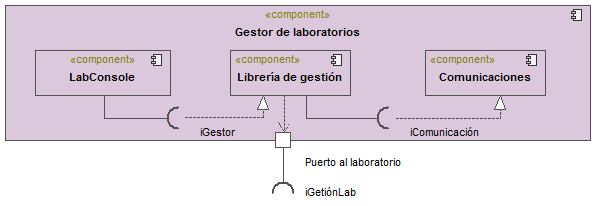 «component»
Gestor de laboratorios
«component»
LabConsole
«component»
Librería de gestión
«component»
Comunicaciones
iGestor
iComunicación
Puerto al laboratorio
iGetiónLab